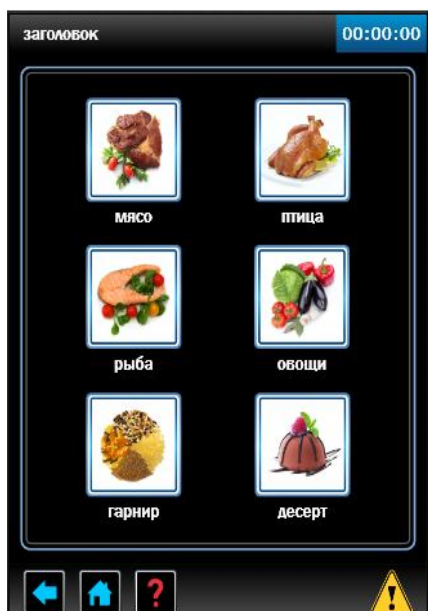 заголовок
00:00:00
мясо
птица
рыба
овощи
гарнир
десерт
?
!